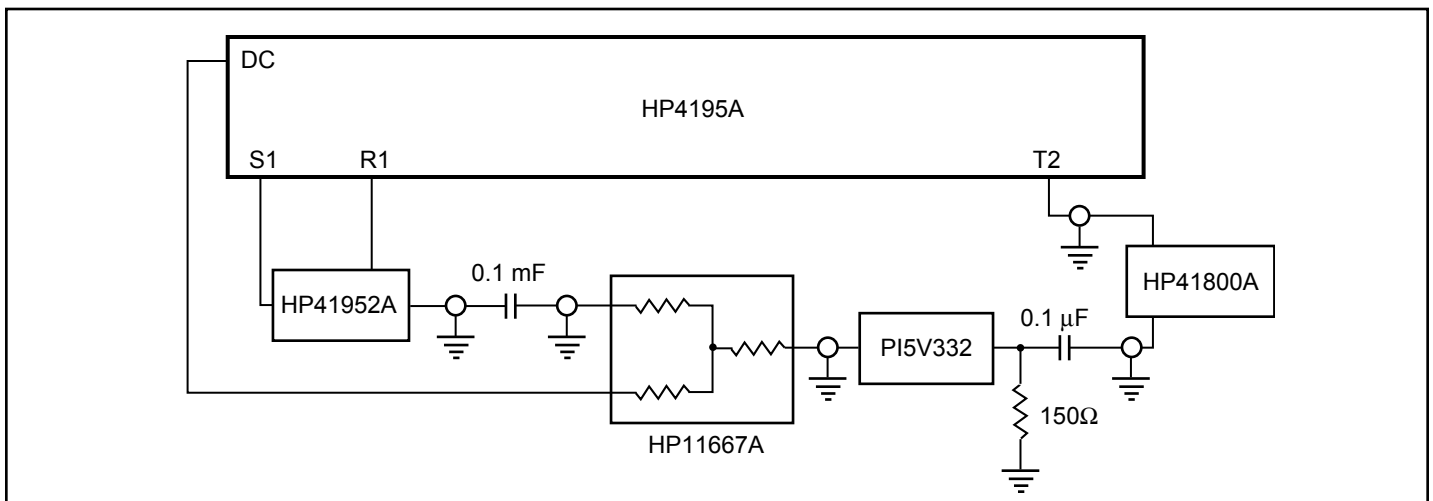 DC
HP4195A
S1
R1
T2
0.1 mF
HP41952A
HP41800A
0.1 μF
PI5V332
150Ω
HP11667A